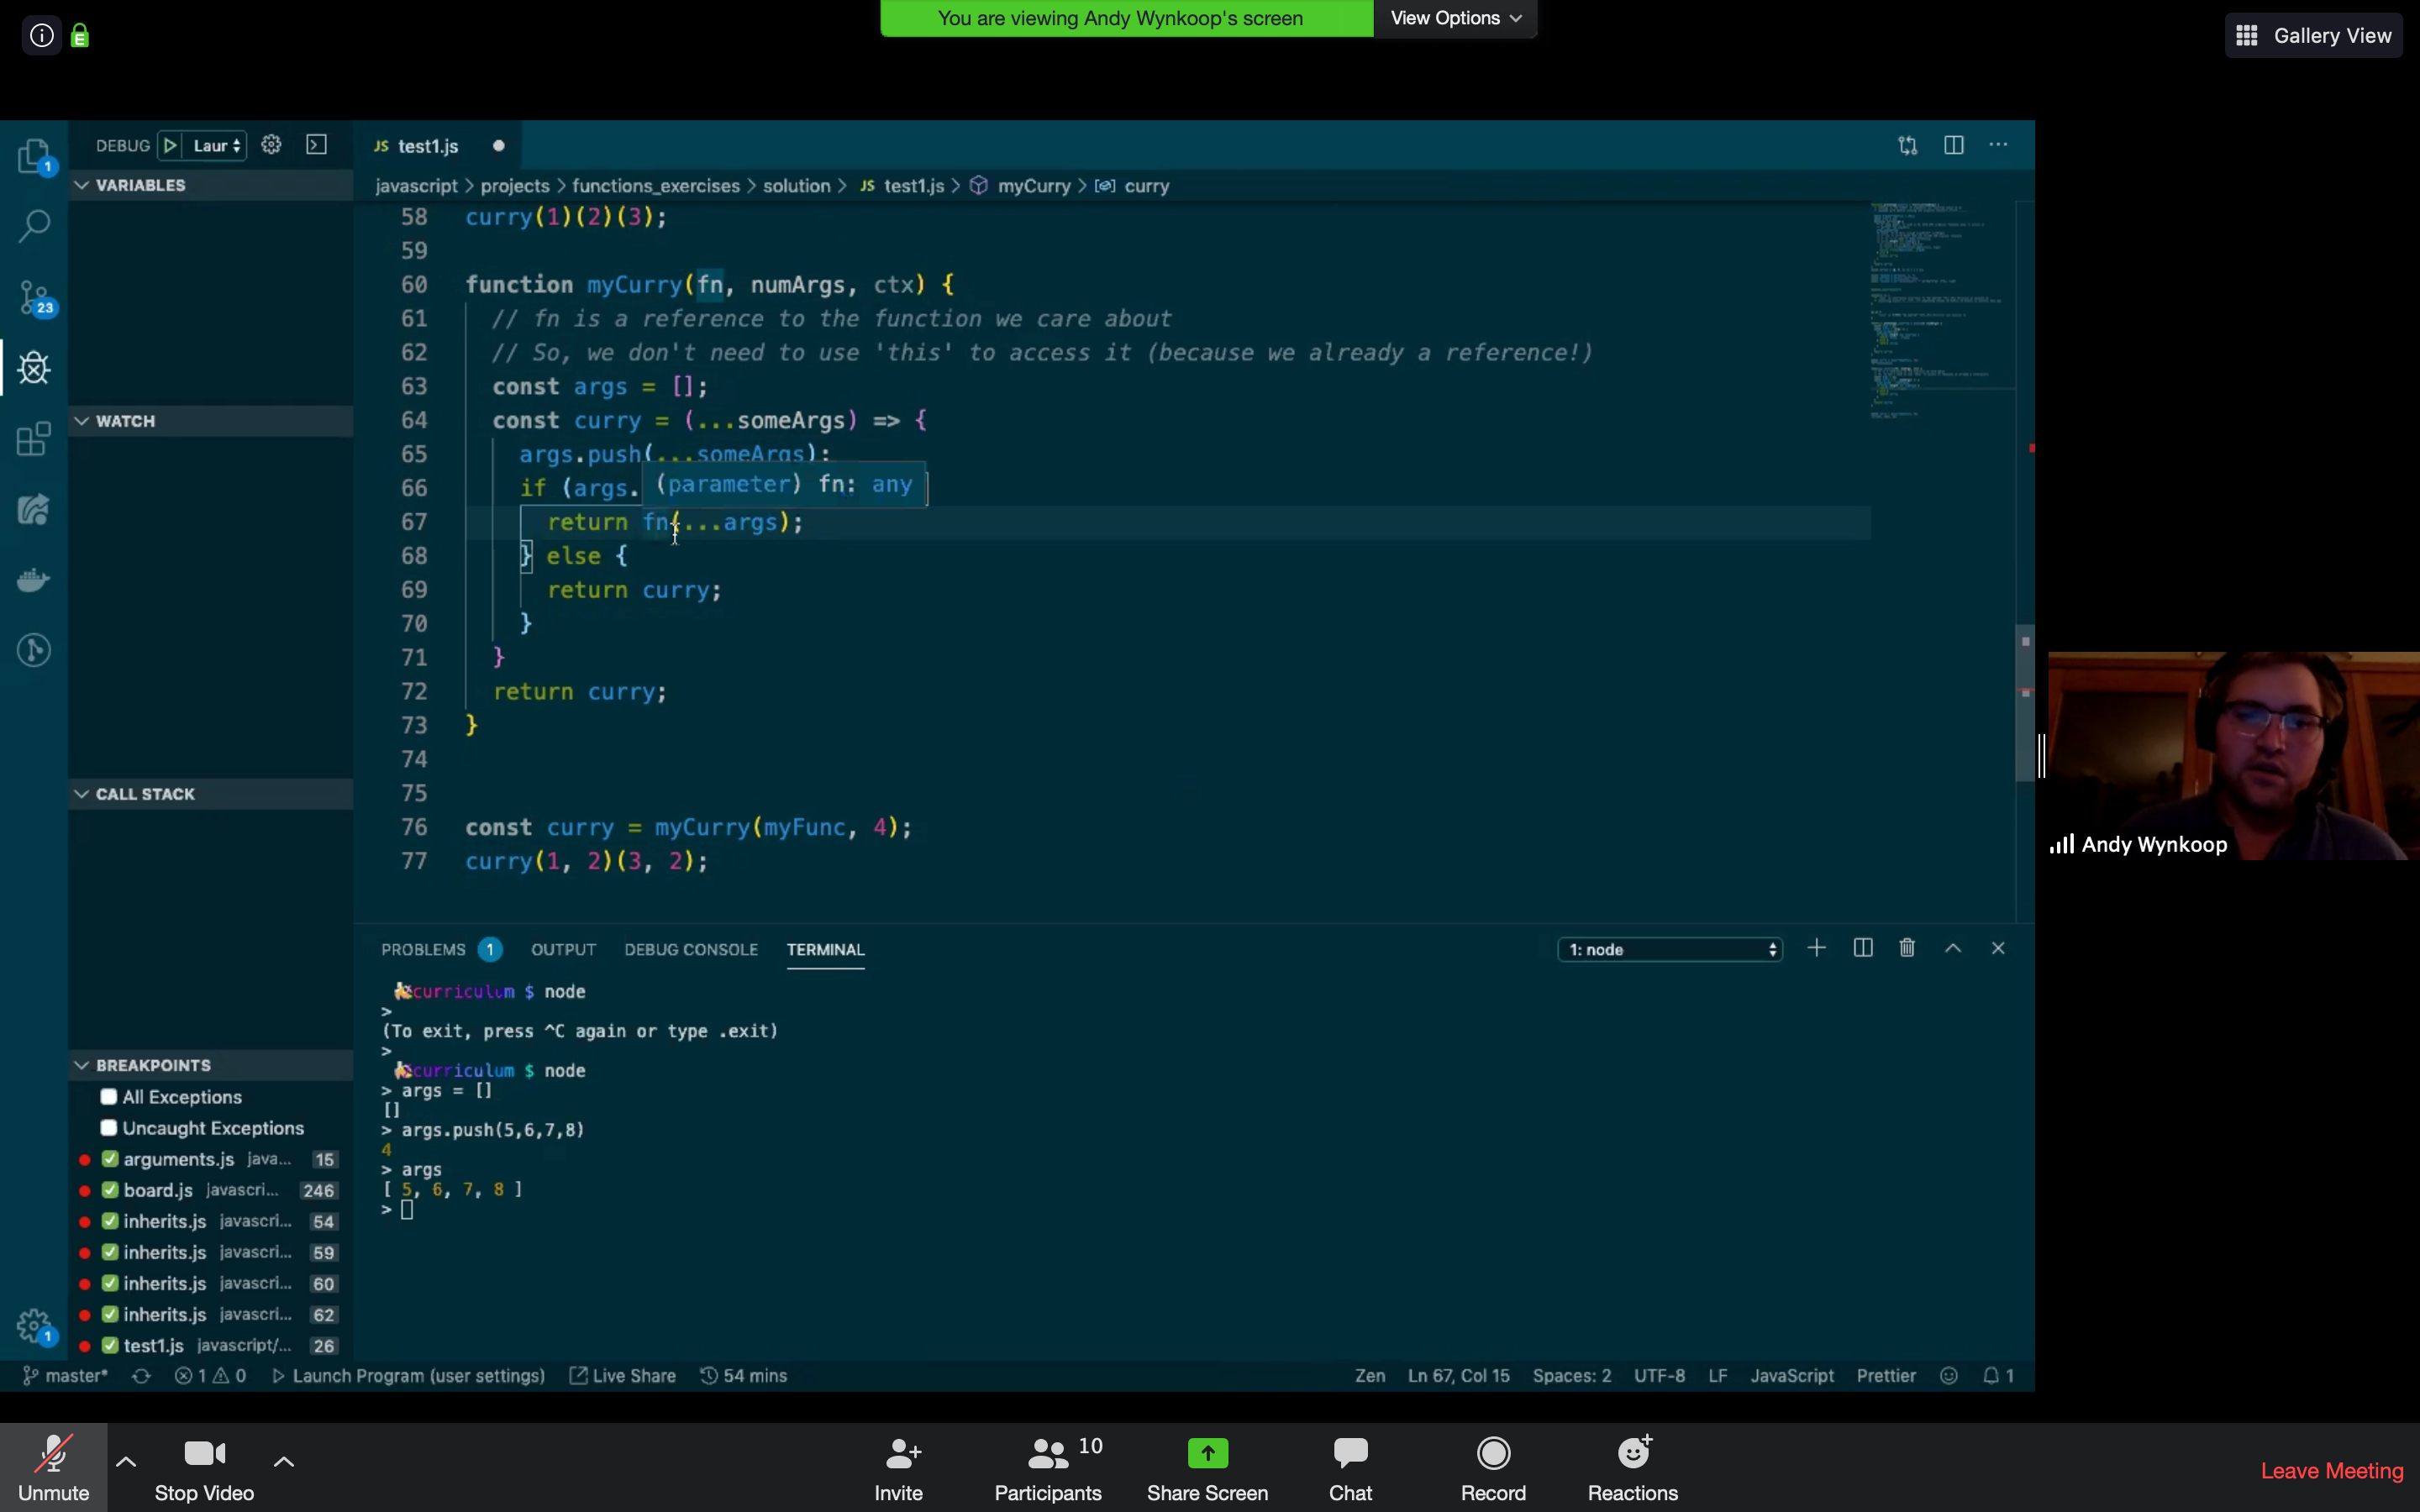 You are viewing Andy Wynkoop's screen View Options
Gallery View
DEBUG Laur
JS test1.js
1
VARIABLES
javascript > projects > functions_exercises > solution > JS test1.js > myCurry > curry
58 curry(1)(2)(3);
59
60 function myCurry(fn, numArgs, ctx) {
23
61 // fn is a reference to the function we care about
62 // So, we don't need to use 'this' to access it (because we already a reference!)
63 const args = [];
WATCH
64 const curry = (...someArgs) => {
65 args.push(...someArgs);
66 if (args.
(parameter) fn: any
67 return fn(...args);
68 } else {
69 return curry;
70 }
71 }
72 return curry;
73 }
74
75
CALL STACK
76 const curry = myCurry(myFunc, 4);
77 curry(1, 2)(3, 2);
Andy Wynkoop
PROBLEMS 1 OUTPUT DEBUG CONSOLE TERMINAL 1: node
curriculum $ node
>
(To exit, press ^C again or type .exit)
>
curriculum $ node
> args = []
[]
> args.push(5,6,7,8)
4
> args
[ 5, 6, 7, 8 ]
>
BREAKPOINTS
All Exceptions
Uncaught Exceptions
arguments.js java... 15
board.js javascri... 246
inherits.js javascri... 54
inherits.js javascri... 59
inherits.js javascri... 60
inherits.js javascri... 62
1
test1.js javascript/... 26
master* 1 0 Launch Program (user settings) Live Share 54 mins Zen Ln 67, Col 15 Spaces: 2 UTF-8 LF JavaScript Prettier 1
10
Unmute Stop Video Invite Participants Share Screen Chat Record Reactions Leave Meeting